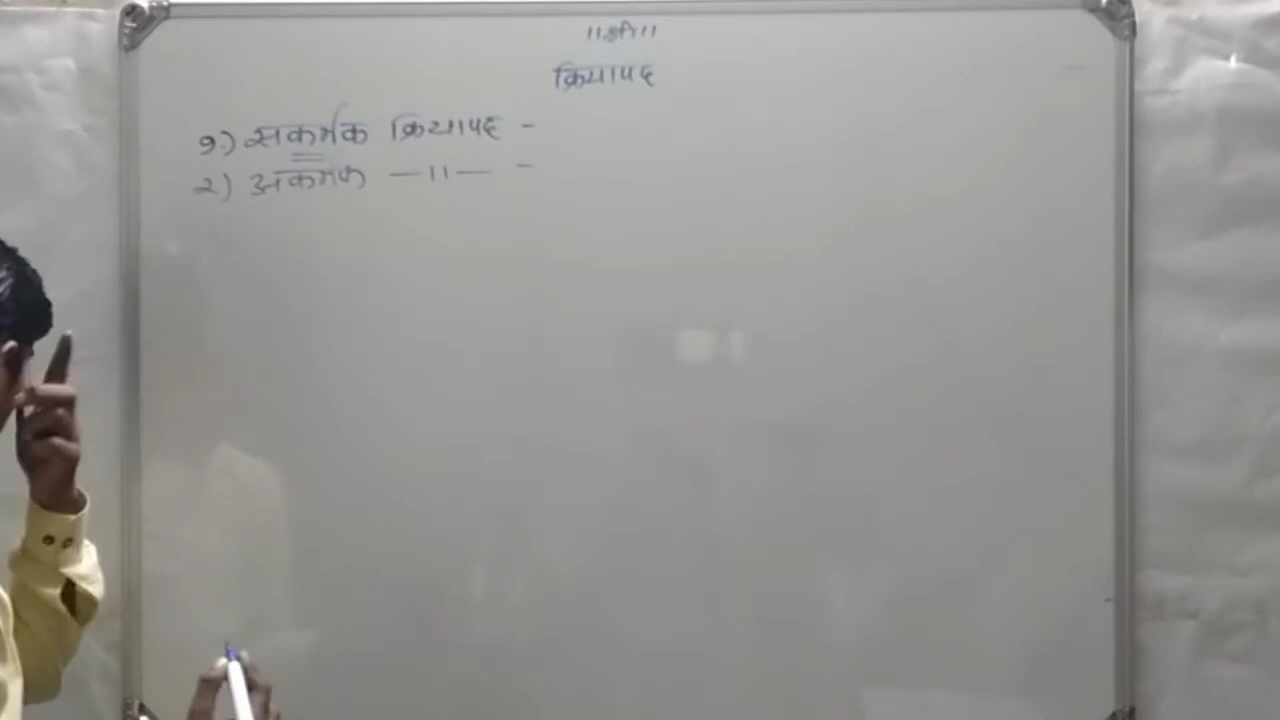 ॥श्री॥
क्रियापद
१) सकर्मक क्रियापद -
२) अकर्मक —॥— -